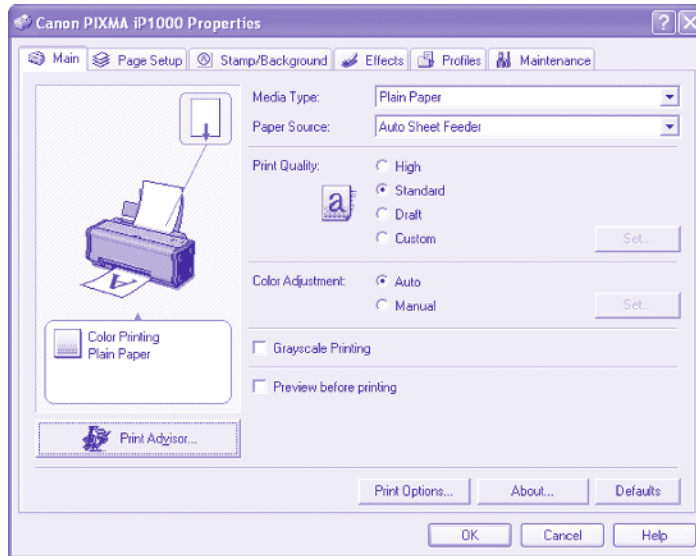 Canon PIXMA iP1000 Properties
Main Page Setup Stamp/Background Effects Profiles Maintenance
Media Type: Plain Paper
Paper Source: Auto Sheet Feeder
Print Quality: High
Standard
Draft
Custom Set...
Color Adjustment: Auto
Manual Set...
Color Printing
Plain Paper
Grayscale Printing
Preview before printing
Print Advisor...
Print Options... About... Defaults
OK Cancel Help